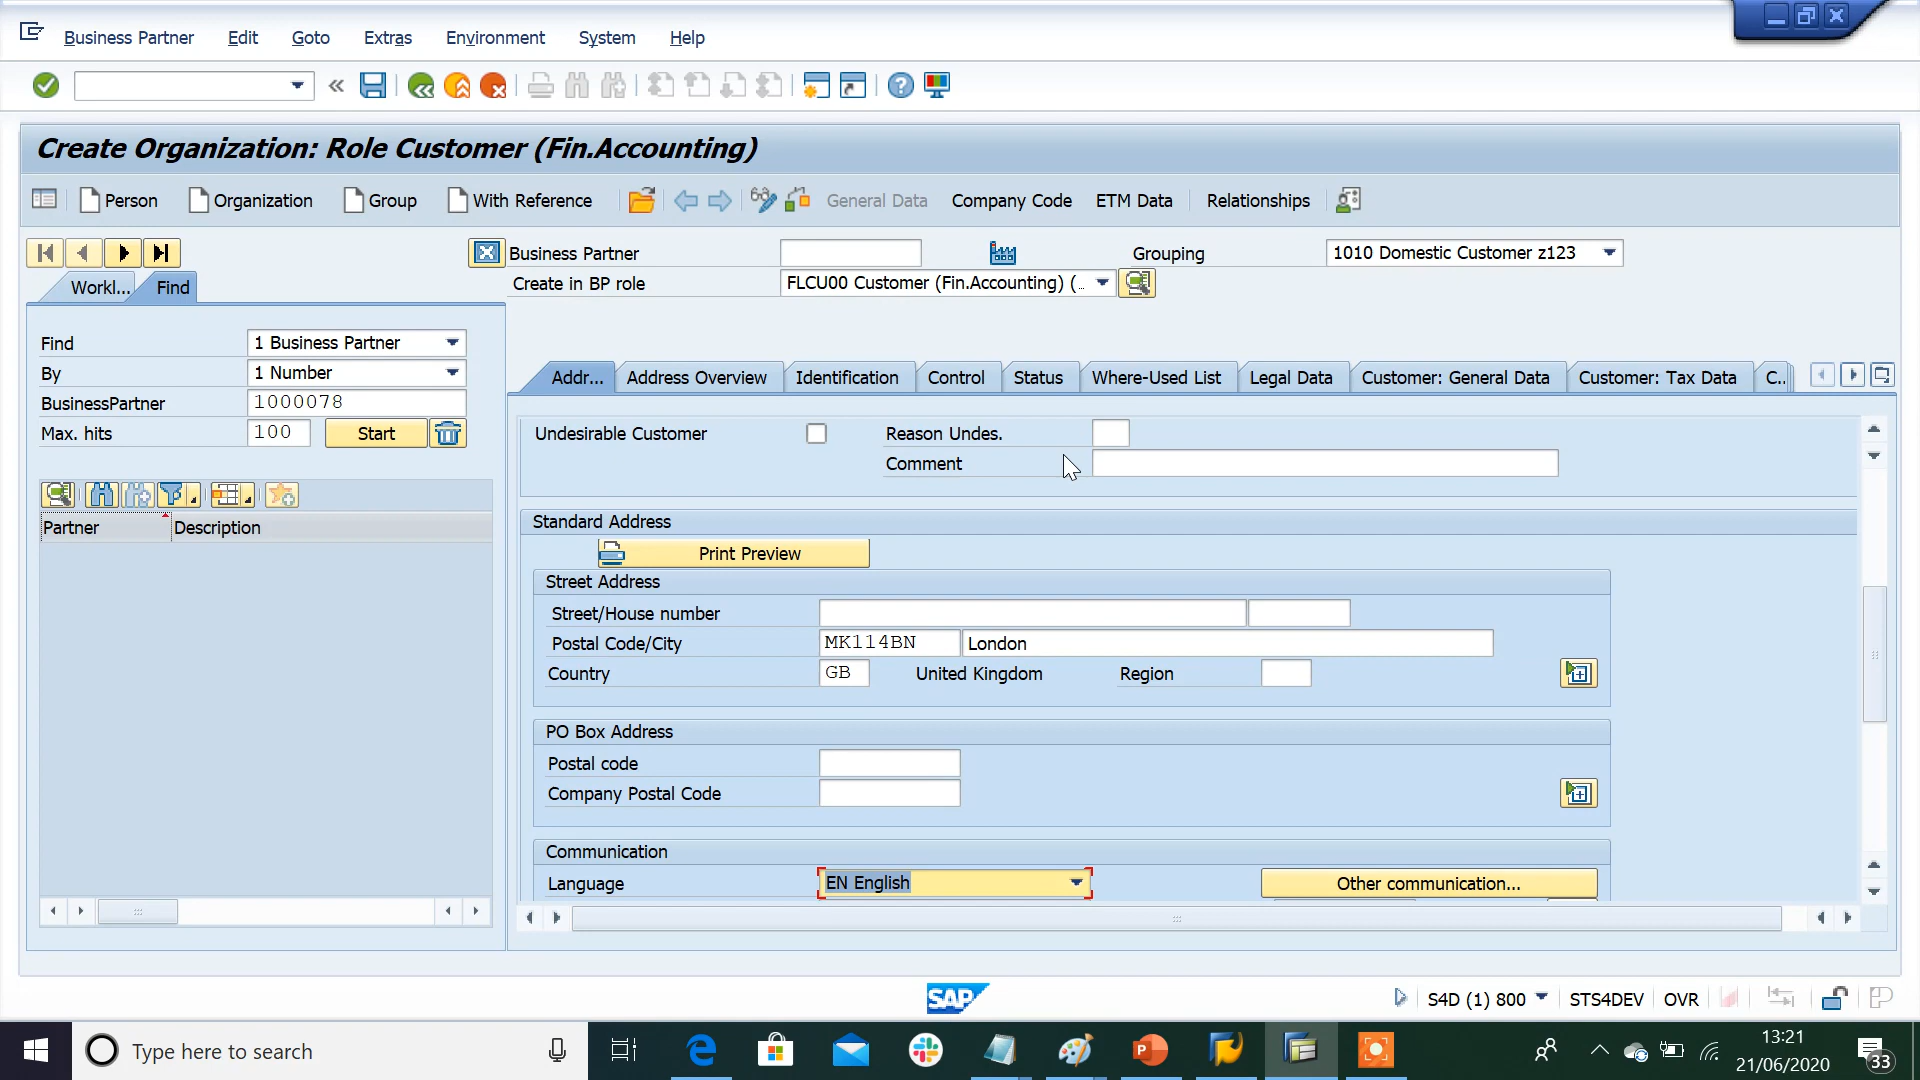 Business Partner Edit Goto Extras Environment System Help
Create Organization: Role Customer (Fin.Accounting)
Person Organization Group With Reference General Data Company Code ETM Data Relationships
Business Partner Grouping 1010 Domestic Customer z123
Workl... Find Create in BP role FLCU00 Customer (Fin.Accounting) (...
Find 1 Business Partner
By 1 Number
BusinessPartner 1000078
Max. hits 100 Start
Partner Description
Addr... Address Overview Identification Control Status Where-Used List Legal Data Customer: General Data Customer: Tax Data C..
Undesirable Customer Reason Undes.
Comment
Standard Address
Print Preview
Street Address
Street/House number
Postal Code/City MK114BN London
Country GB United Kingdom Region
PO Box Address
Postal code
Company Postal Code
Communication
Language EN English Other communication...
SAP S4D (1) 800 STS4DEV OVR
Type here to search
13:21
21/06/2020
33